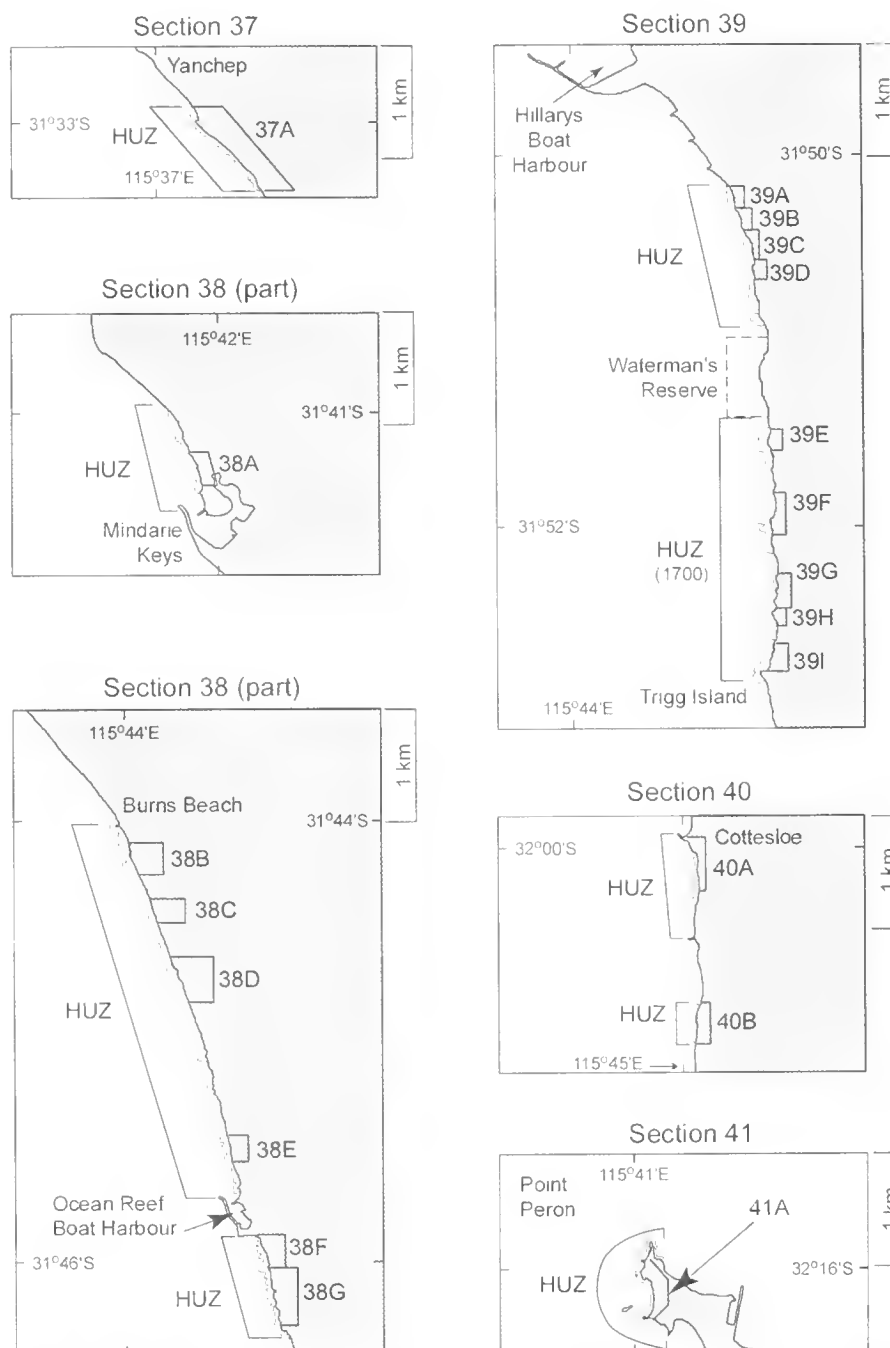 Section 37
Yanchep
31°33'S
HUZ
37A
115°37'E
1 km
Section 38 (part)
115°42'E
31°41'S
HUZ
38A
Mindarie
Keys
1 km
Section 38 (part)
115°44'E
Burns Beach
31°44'S
38B
38C
38D
HUZ
38E
Ocean Reef
Boat Harbour
38F
31°46'S
38G
HUZ
1 km
Section 39
Hillarys
Boat
Harbour
31°50'S
39A
39B
HUZ
39C
39D
Waterman's
Reserve
39E
39F
31°52'S
HUZ
(1700)
39G
39H
39I
Trigg Island
115°44'E
1 km
Section 40
32°00'S
Cottesloe
40A
HUZ
HUZ
40B
115°45'E
1 km
Section 41
115°41'E
Point
Peron
41A
HUZ
32°16'S
1 km